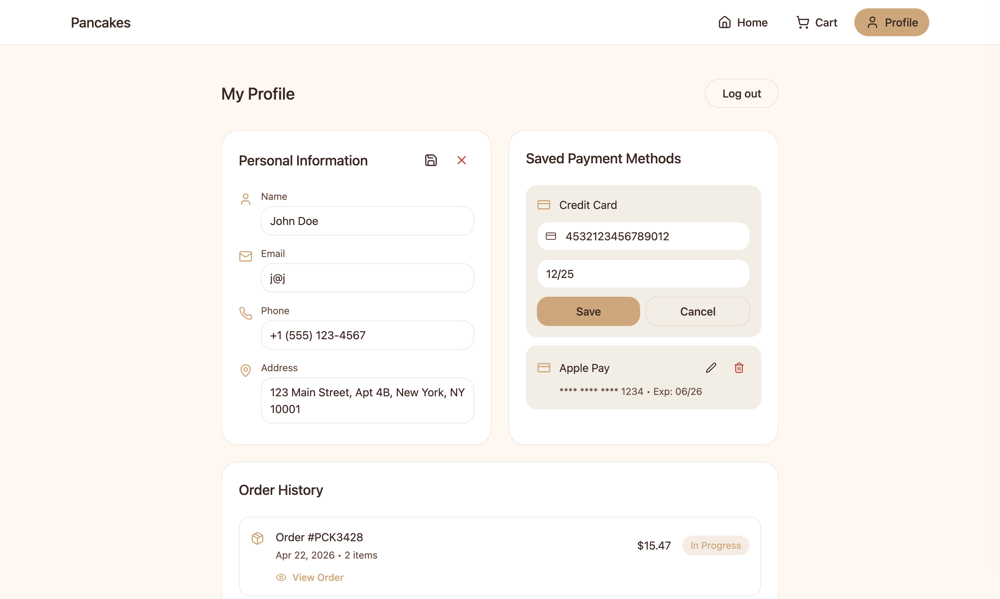 Pancakes
Home
Cart
Profile
My Profile
Log out
Personal Information
Name
John Doe
Email
j@j
Phone
+1 (555) 123-4567
Address
123 Main Street, Apt 4B, New York, NY
10001
Saved Payment Methods
Credit Card
4532123456789012
12/25
Save
Cancel
Apple Pay
**** **** **** 1234 • Exp: 06/26
Order History
Order #PCK3428
Apr 22, 2026 • 2 items
View Order
$15.47
In Progress